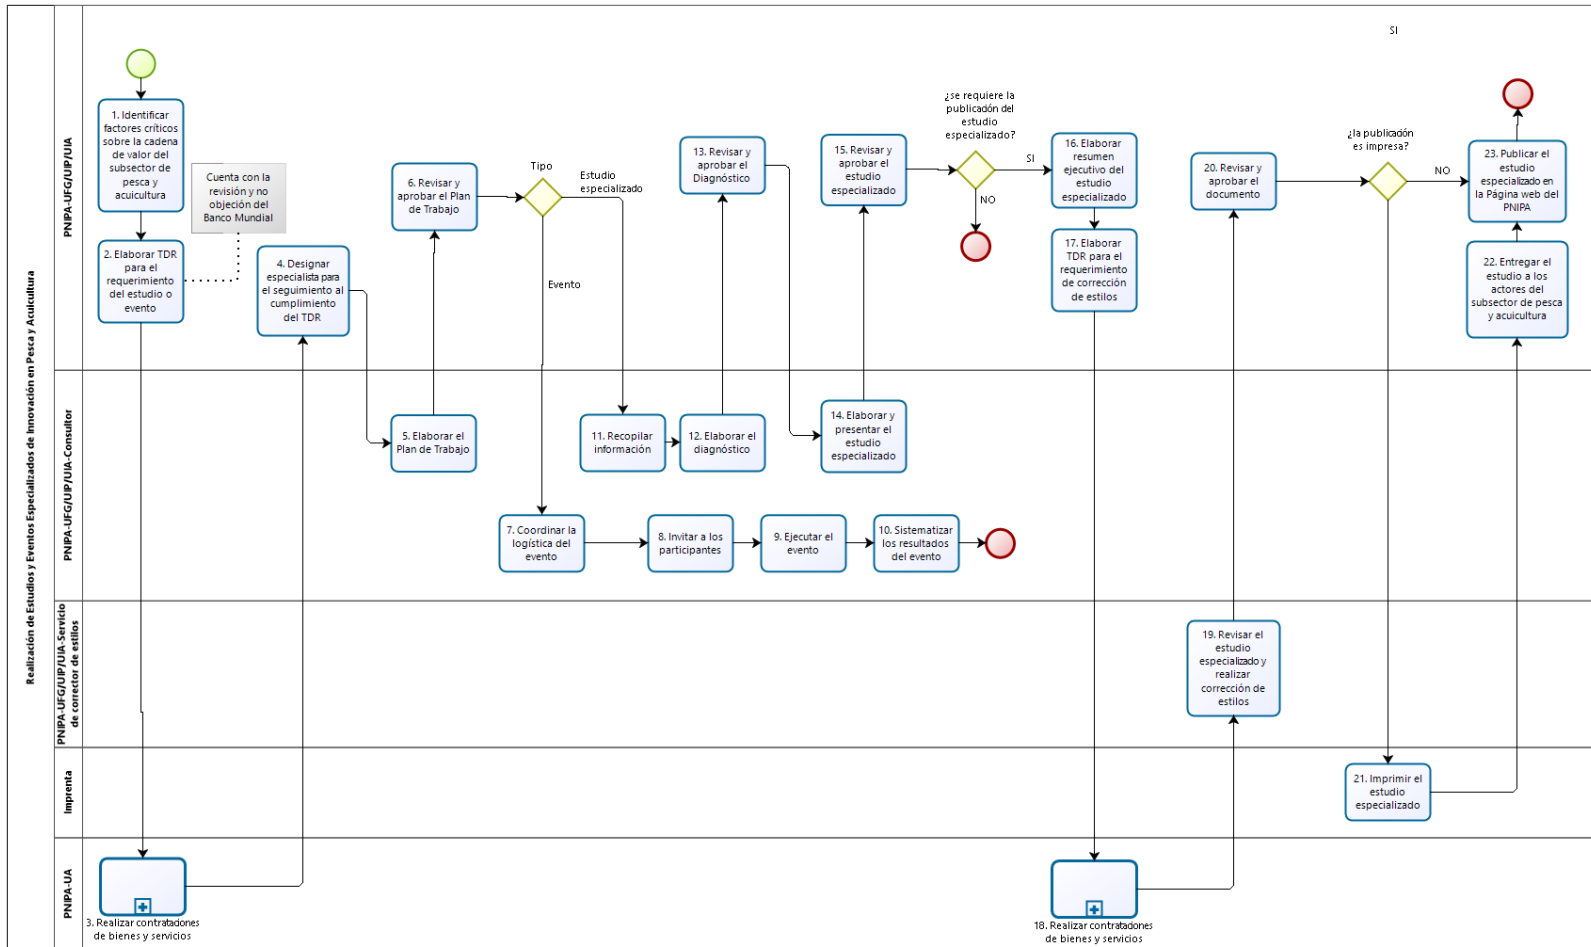 Realización de Estudios y Eventos Especializados de Innovación en Pesca y Acuicultura
PNIPA-UFG/UIP/UIA
1. Identificar
factores críticos
sobre la cadena
de valor del
subsector de
pesca y
acuicultura
Cuenta con la
revisión y no
objeción del
Banco Mundial
2. Elaborar TDR
para el
requerimiento
del estudio o
evento
4. Designar
especialista para
el seguimiento al
cumplimiento
del TDR
6. Revisar y
aprobar el Plan
de Trabajo
Tipo
Estudio
especializado
Evento
13. Revisar y
aprobar el
Diagnóstico
15. Revisar y
aprobar el
estudio
especializado
¿se requiere la
publicación del
estudio
especializado?
SI
NO
16. Elaborar
resumen
ejecutivo del
estudio
especializado
17. Elaborar
TDR para el
requerimiento
de corrección
de estilos
20. Revisar y
aprobar el
documento
¿la publicación
es impresa?
SI
NO
23. Publicar el
estudio
especializado en
la Página web del
PNIPA
22. Entregar el
estudio a los
actores del
subsector de pesca
y acuicultura
PNIPA-UFG/UIP/UIA-Consultor
5. Elaborar el
Plan de Trabajo
11. Recopilar
información
12. Elaborar el
diagnóstico
14. Elaborar y
presentar el
estudio
especializado
7. Coordinar la
logística del
evento
8. Invitar a los
participantes
9. Ejecutar el
evento
10. Sistematizar
los resultados
del evento
PNIPA-UFG/UIP/UIA-Servicio
de corrector de estilos
19. Revisar el
estudio
especializado y
realizar
corrección de
estilos
Imprenta
21. Imprimir el
estudio
especializado
PNIPA-UA
3. Realizar contrataciones
de bienes y servicios
18. Realizar contrataciones
de bienes y servicios